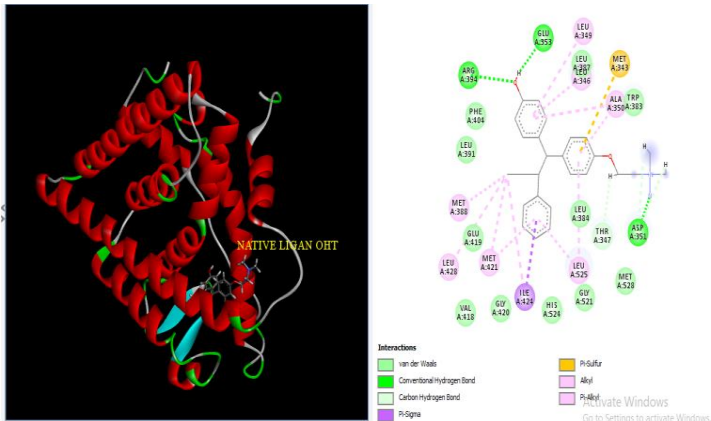 NATIVE LIGAN OHT
LEU
A:349
GLU
A:353
LEU
A:387
MET
A:343
ARG
A:394
LEU
A:346
H
ALA
A:350
TRP
A:383
PHE
A:404
LEU
A:391
H
O
H
H
MET
A:388
LEU
A:384
GLU
A:419
THR
A:347
ASP
A:351
LEU
A:428
MET
A:421
LEU
A:525
MET
A:528
ILE
A:424
GLY
A:521
VAL
A:418
GLY
A:420
HIS
A:524
Interactions
van der Waals
Conventional Hydrogen Bond
Carbon Hydrogen Bond
Pi-Sigma
Pi-Sulfur
Alkyl
Pi-Alkyl
Activate Windows
Go to Settings to activate Windows.